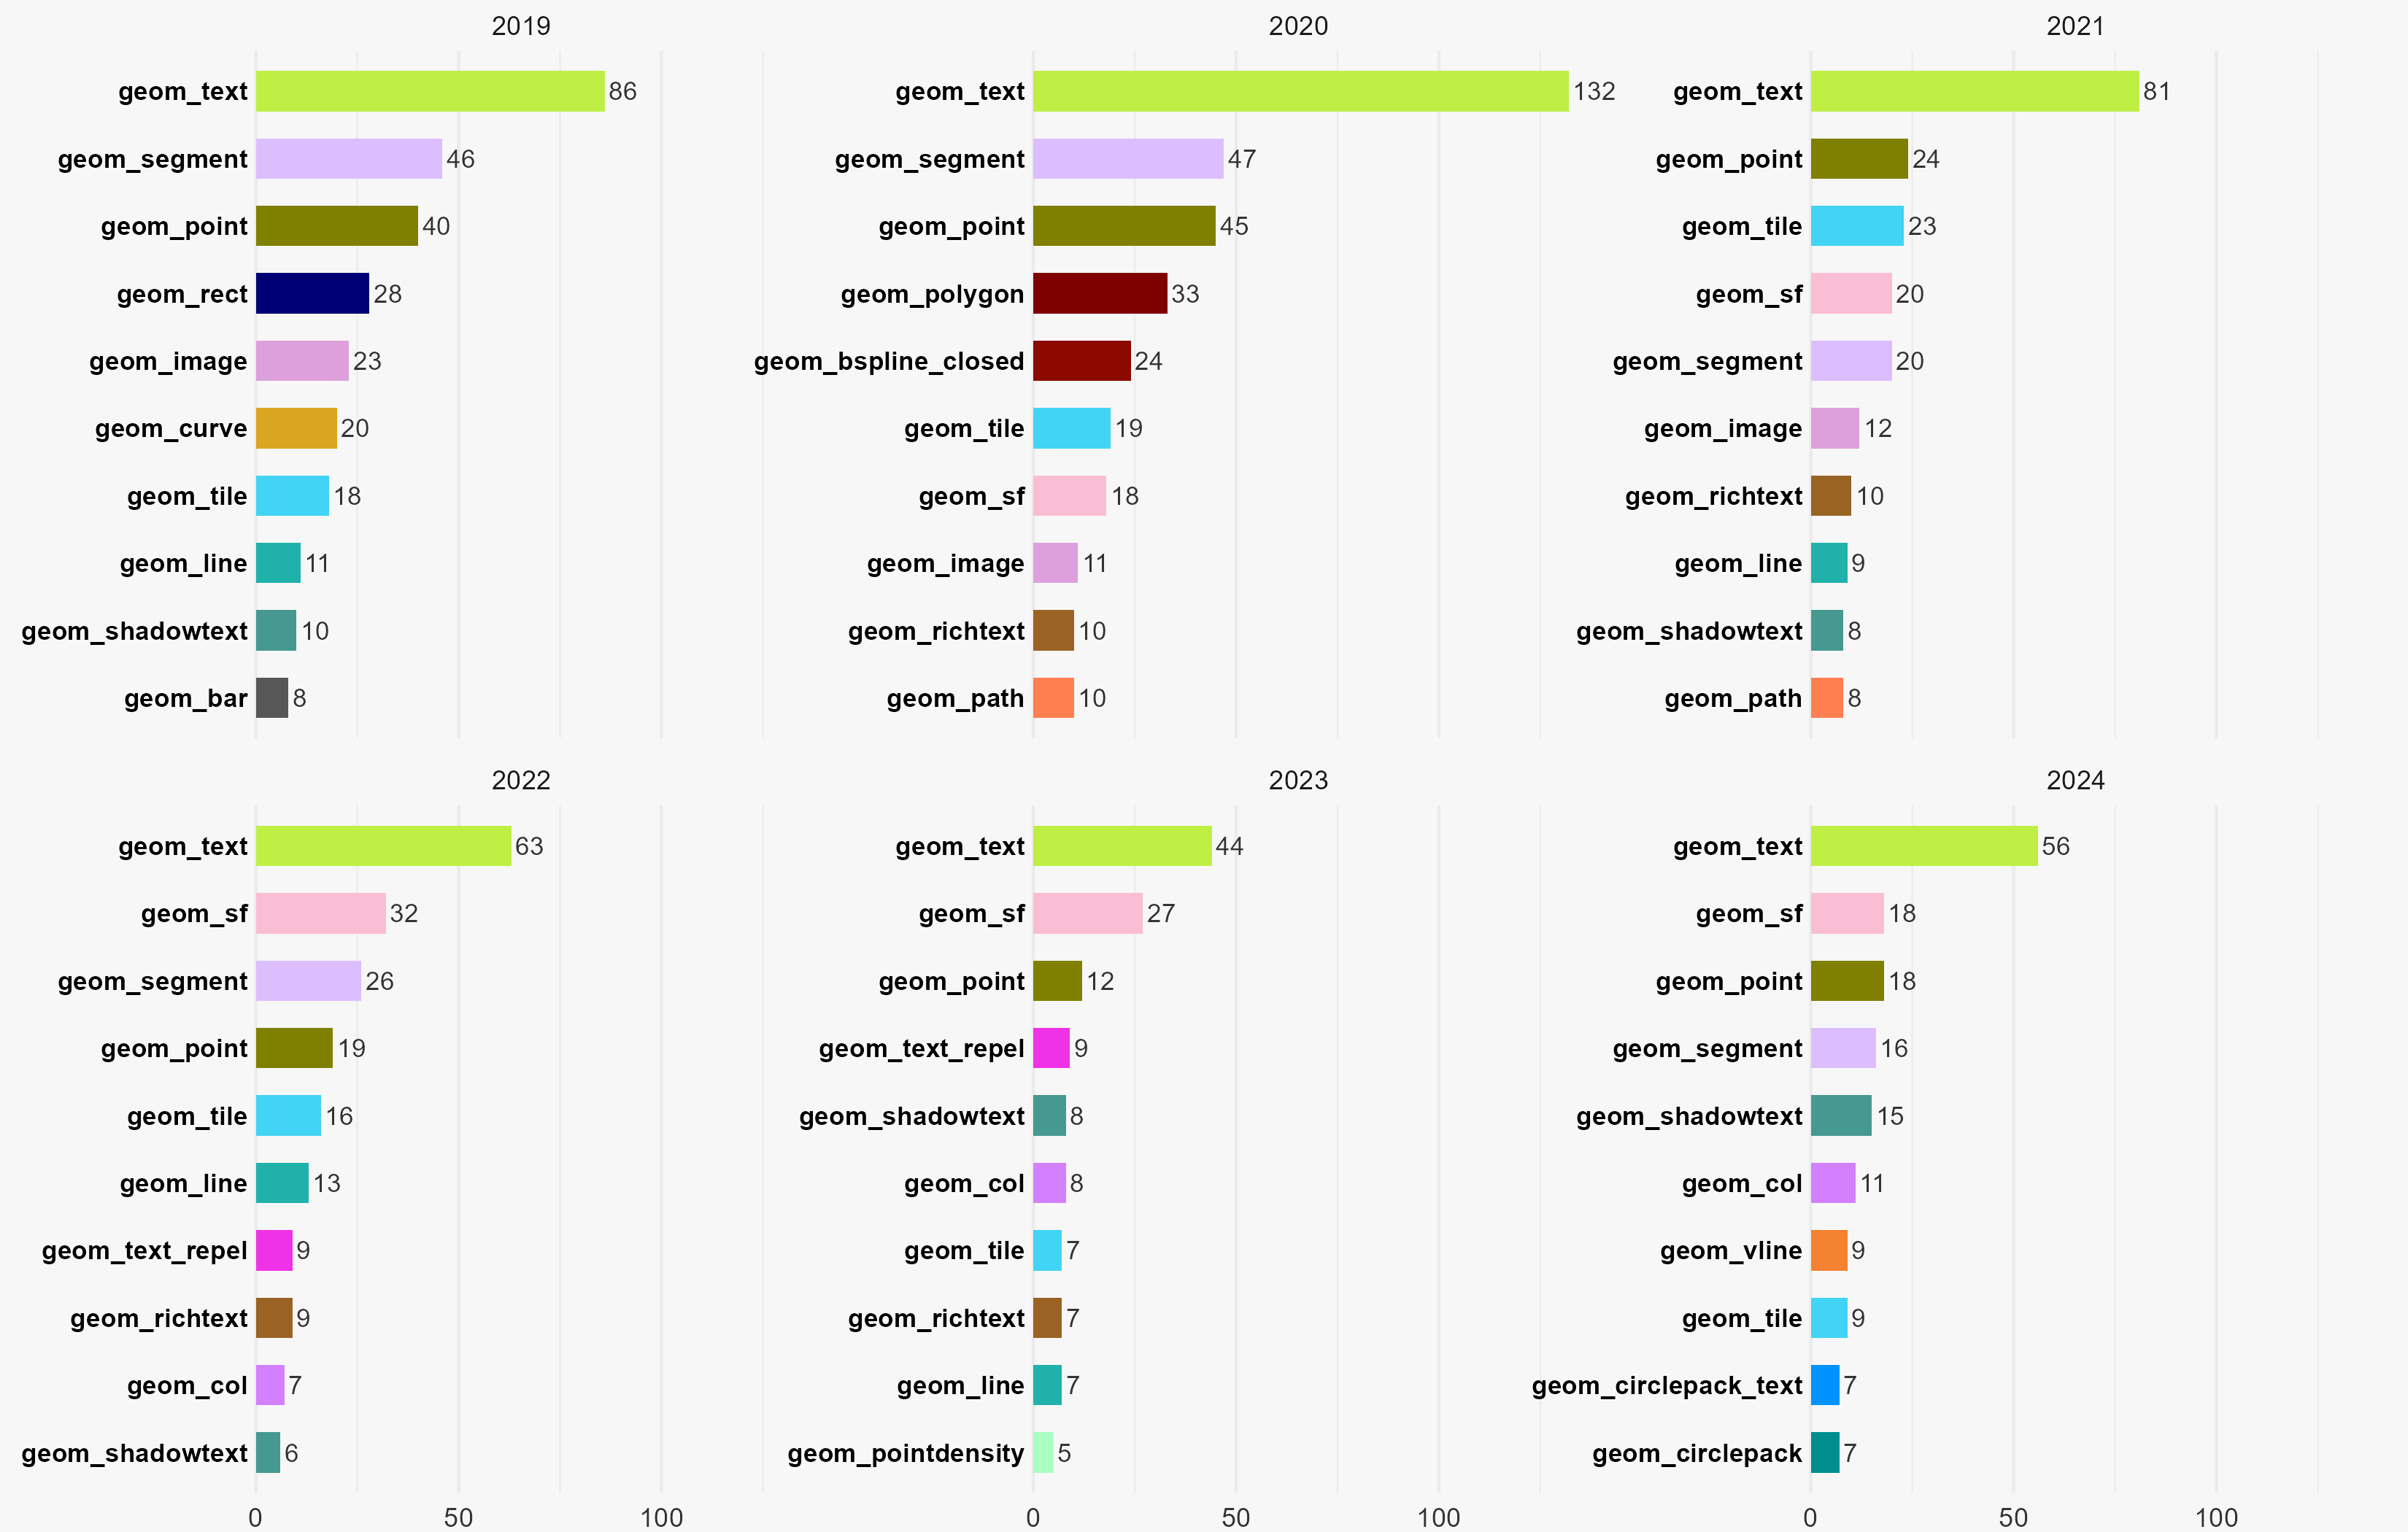 2019
geom_text 86
geom_segment 46
geom_point 40
geom_rect 28
geom_image 23
geom_curve 20
geom_tile 18
geom_line 11
geom_shadowtext 10
geom_bar 8
2020
geom_text 132
geom_segment 47
geom_point 45
geom_polygon 33
geom_bspline_closed 24
geom_tile 19
geom_sf 18
geom_image 11
geom_richtext 10
geom_path 10
2021
geom_text 81
geom_point 24
geom_tile 23
geom_sf 20
geom_segment 20
geom_image 12
geom_richtext 10
geom_line 9
geom_shadowtext 8
geom_path 8
2022
geom_text 63
geom_sf 32
geom_segment 26
geom_point 19
geom_tile 16
geom_line 13
geom_text_repel 9
geom_richtext 9
geom_col 7
geom_shadowtext 6
0 50 100
2023
geom_text 44
geom_sf 27
geom_point 12
geom_text_repel 9
geom_shadowtext 8
geom_col 8
geom_tile 7
geom_richtext 7
geom_line 7
geom_pointdensity 5
0 50 100
2024
geom_text 56
geom_sf 18
geom_point 18
geom_segment 16
geom_shadowtext 15
geom_col 11
geom_vline 9
geom_tile 9
geom_circlepack_text 7
geom_circlepack 7
0 50 100